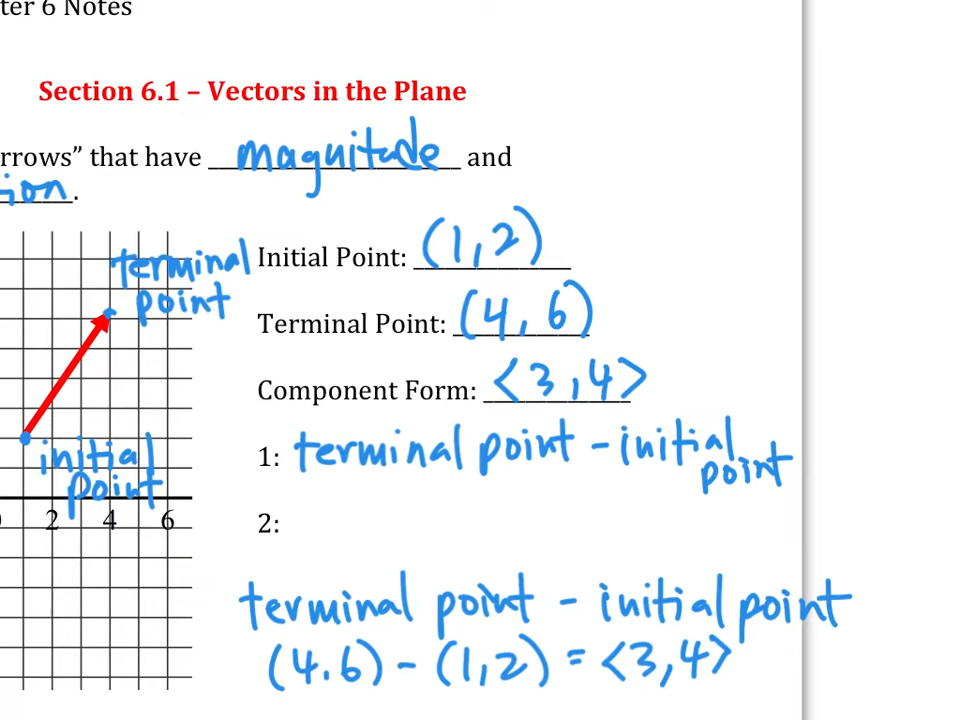 ter 6 Notes
Section 6.1 – Vectors in the Plane
rrows” that have magnitude and
ion.
Initial Point: (1,2)
terminal
point
Terminal Point: (4,6)
Component Form: <3,4>
1: terminal point – initial
point
initial
point
2 4 6
2:
terminal point – initial point
(4.6) – (1,2) = <3,4>